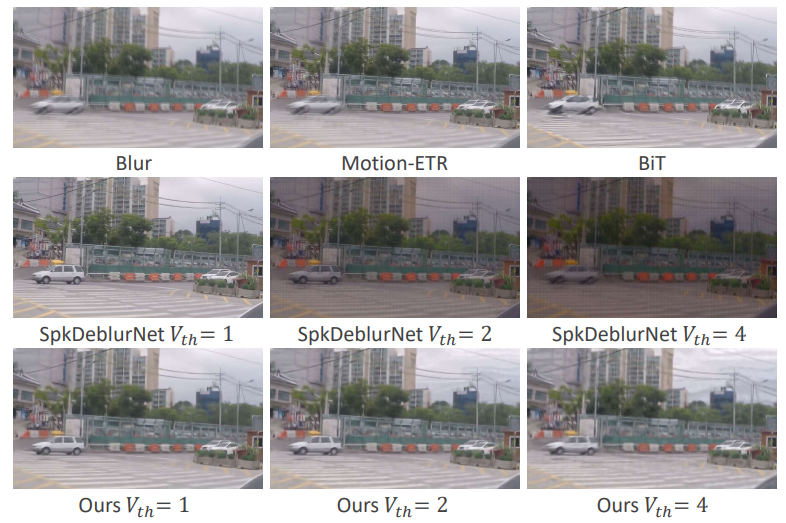 Blur Motion-ETR BiT
SpkDeblurNet V_th = 1 SpkDeblurNet V_th = 2 SpkDeblurNet V_th = 4
Ours V_th = 1 Ours V_th = 2 Ours V_th = 4